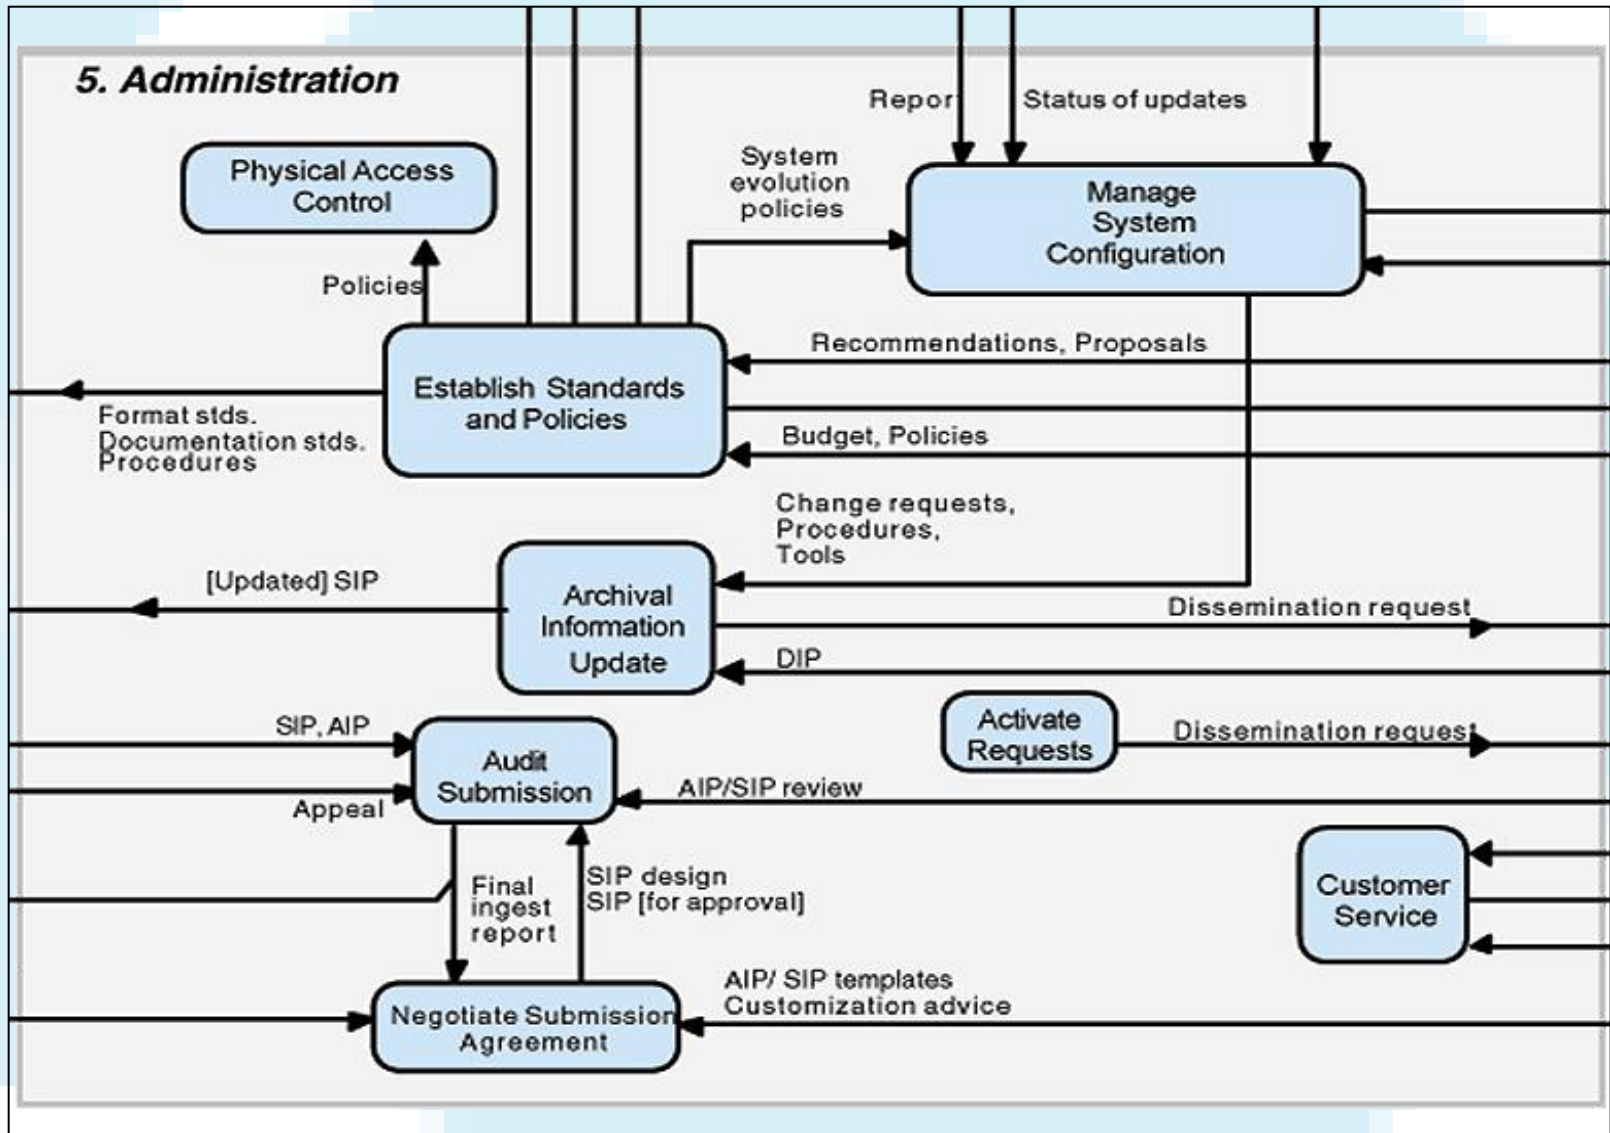 5. Administration
Report
Status of updates
Physical Access
Control
System
evolution
policies
Manage
System
Configuration
Policies
Recommendations, Proposals
Establish Standards
and Policies
Format stds.
Documentation stds.
Procedures
Budget, Policies
Change requests,
Procedures,
Tools
[Updated] SIP
Archival
Information
Update
Dissemination request
DIP
SIP, AIP
Activate
Requests
Dissemination request
Audit
Submission
Appeal
AIP/SIP review
Final
ingest
report
SIP design
SIP [for approval]
Customer
Service
AIP/ SIP templates
Customization advice
Negotiate Submission
Agreement